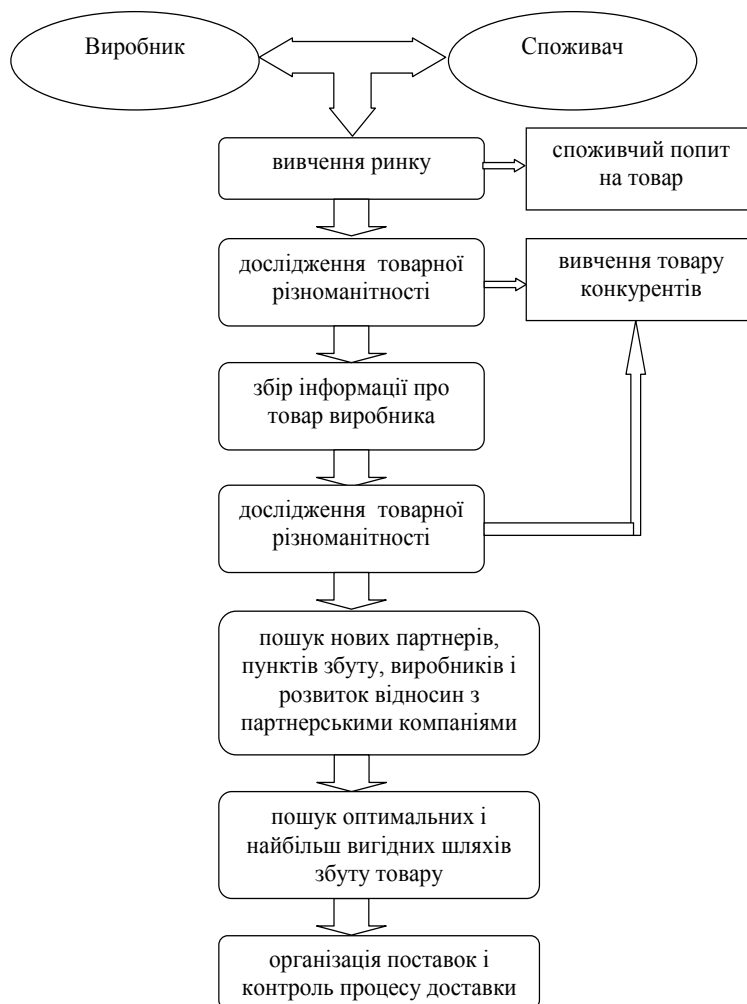 Виробник
Споживач
вивчення ринку
споживчий попит
на товар
дослідження товарної
різноманітності
вивчення товару
конкурентів
збір інформації про
товар виробника
дослідження товарної
різноманітності
пошук нових партнерів,
пунктів збуту, виробників і
розвиток відносин з
партнерськими компаніями
пошук оптимальних і
найбільш вигідних шляхів
збуту товару
організація поставок і
контроль процесу доставки